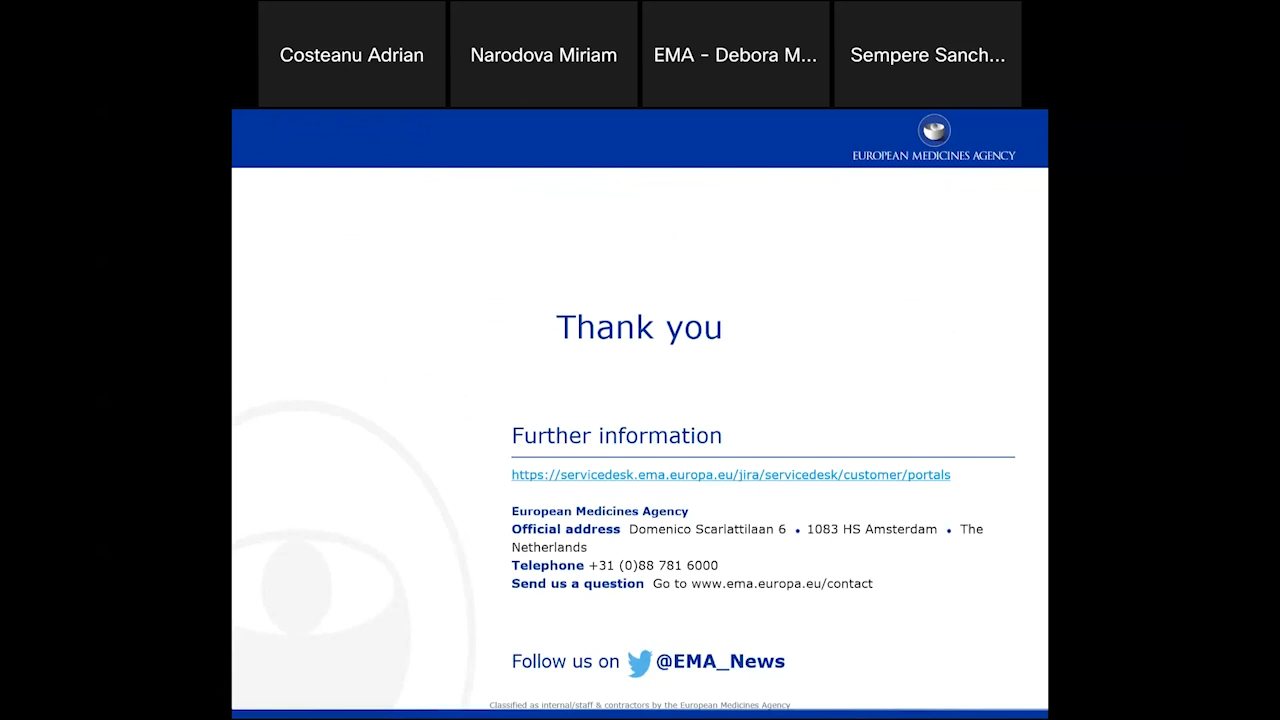 Costeanu Adrian
Narodova Miriam
EMA - Debora M...
Sempere Sanch...
EUROPEAN MEDICINES AGENCY
Thank you
Further information
https://servicedesk.ema.europa.eu/jira/servicedesk/customer/portals
European Medicines Agency
Official address Domenico Scarlattilaan 6 • 1083 HS Amsterdam • The
Netherlands
Telephone +31 (0)88 781 6000
Send us a question Go to www.ema.europa.eu/contact
Follow us on @EMA_News
Classified as internal/staff & contractors by the European Medicines Agency